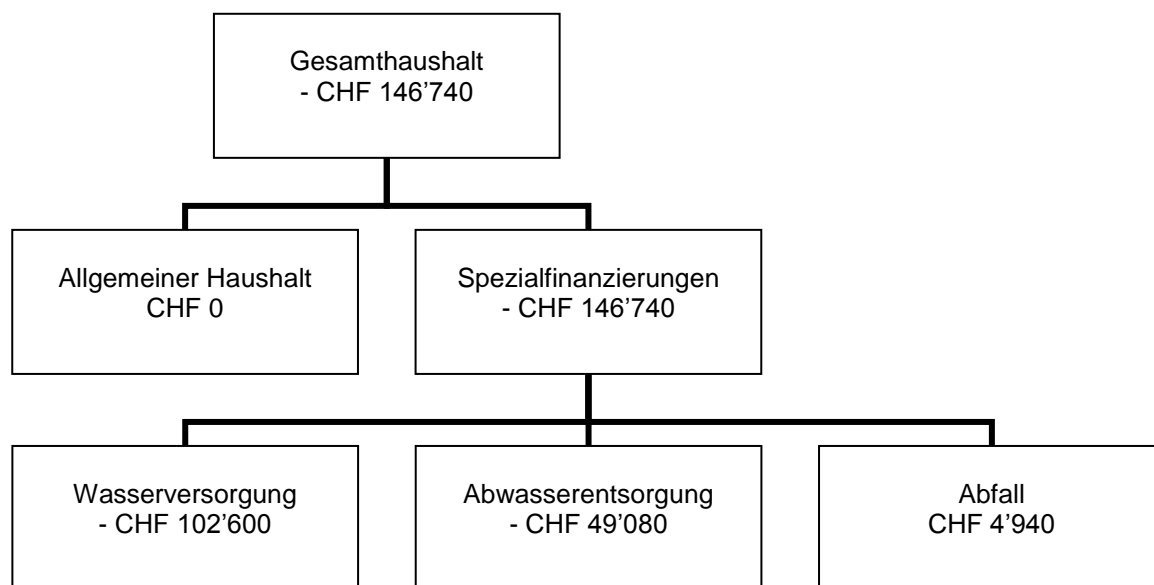 Gesamthaushalt
- CHF 146’740
Allgemeiner Haushalt
CHF 0
Spezialfinanzierungen
- CHF 146’740
Wasserversorgung
- CHF 102’600
Abwasserentsorgung
- CHF 49’080
Abfall
CHF 4’940